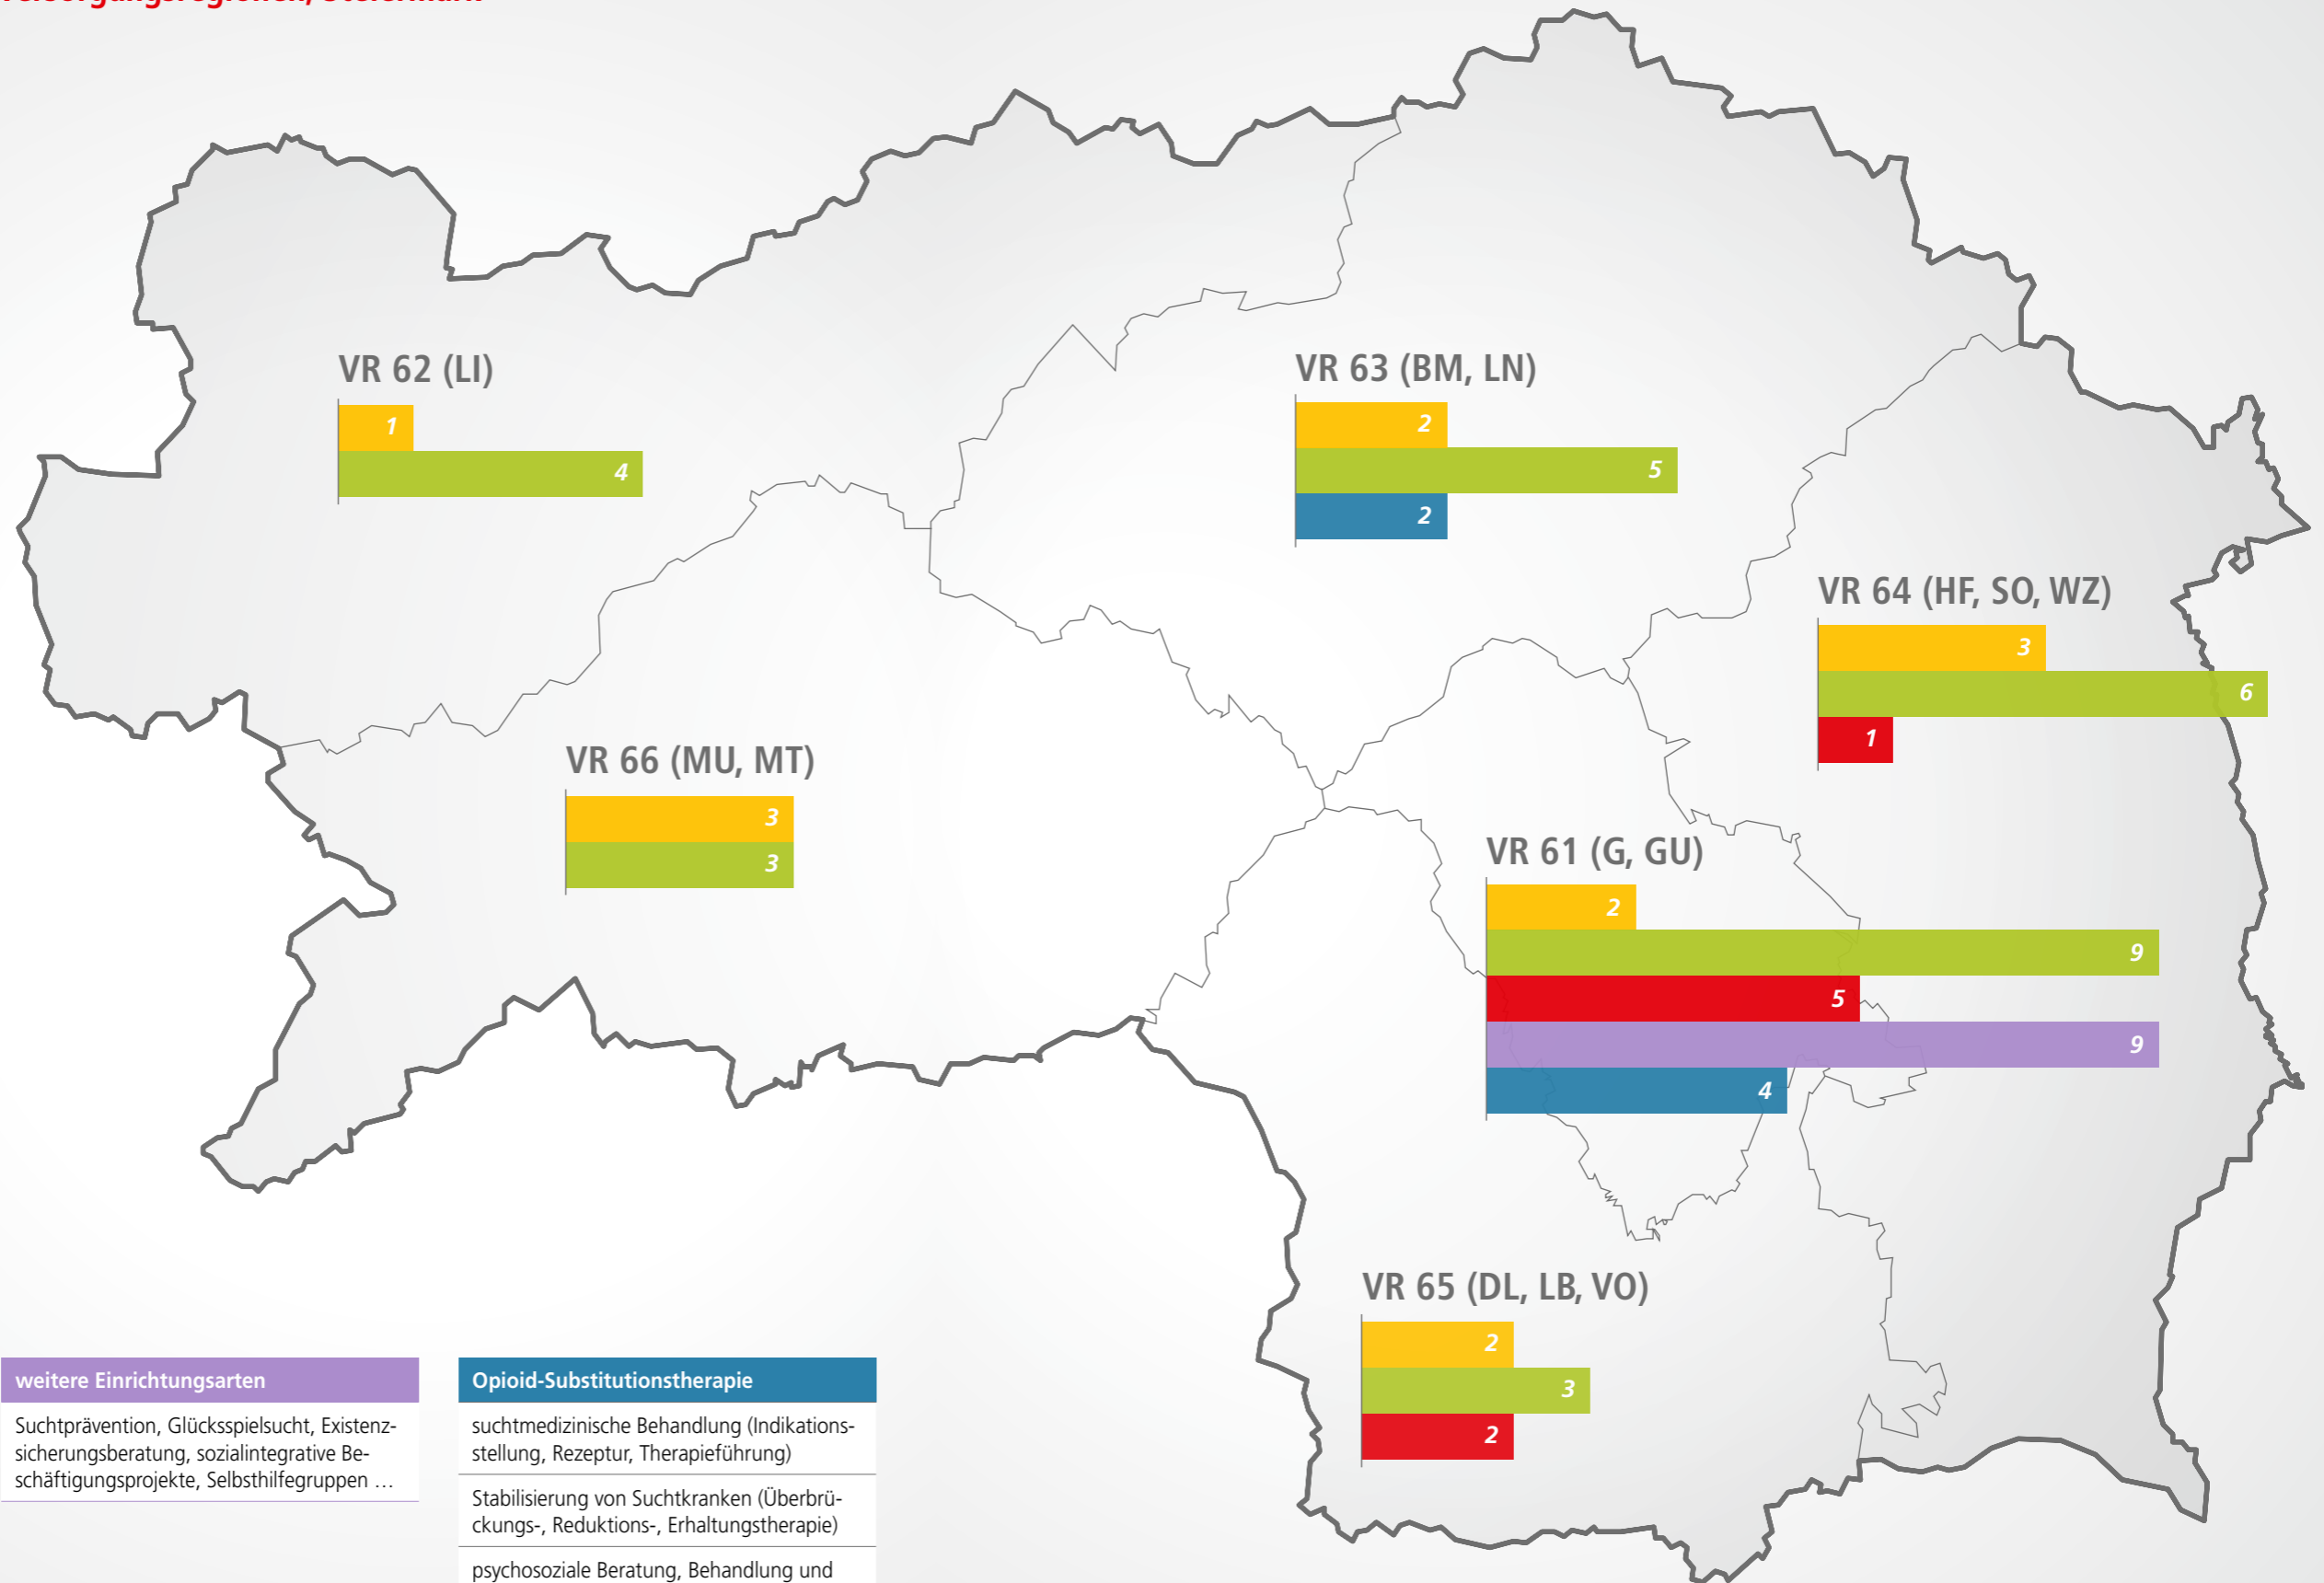 Versorgungsregionen, Steiermark
VR 62 (LI)
1
4
VR 63 (BM, LN)
2
5
2
VR 64 (HF, SO, WZ)
3
6
1
VR 66 (MU, MT)
3
3
VR 61 (G, GU)
2
9
5
9
4
VR 65 (DL, LB, VO)
2
3
2
weitere Einrichtungsarten
Suchtprävention, Glücksspielsucht, Existenz-
sicherungsberatung, sozialintegrative Be-
schäftigungsprojekte, Selbsthilfegruppen …
Opioid-Substitutionstherapie
suchtmedizinische Behandlung (Indikations-
stellung, Rezeptur, Therapieführung)
Stabilisierung von Suchtkranken (Überbrü-
ckungs-, Reduktions-, Erhaltungstherapie)
psychosoziale Beratung, Behandlung und